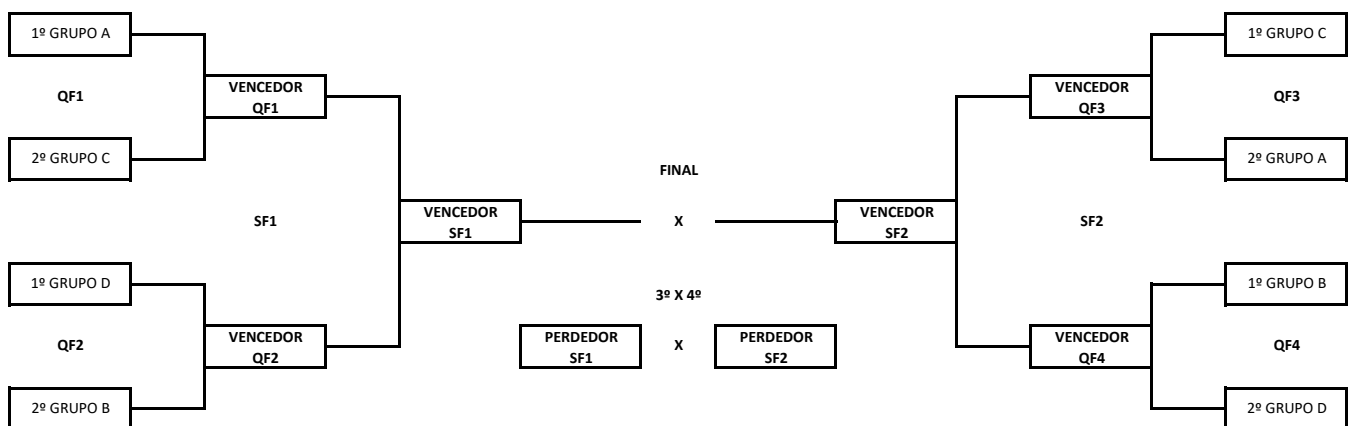 1º GRUPO A
QF1
2º GRUPO C
VENCEDOR
QF1
SF1
1º GRUPO D
QF2
2º GRUPO B
VENCEDOR
QF2
VENCEDOR
SF1
FINAL
X
3º X 4º
PERDEDOR
SF1
X
PERDEDOR
SF2
VENCEDOR
SF2
VENCEDOR
QF3
SF2
VENCEDOR
QF4
1º GRUPO C
QF3
2º GRUPO A
1º GRUPO B
QF4
2º GRUPO D